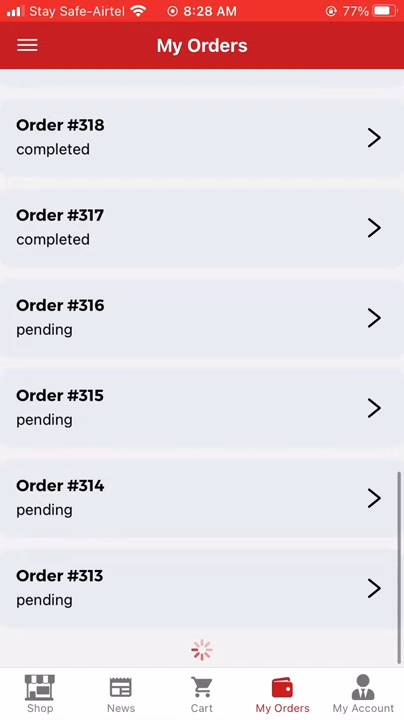 Stay Safe-Airtel 8:28 AM 77%
My Orders
Order #318
completed
Order #317
completed
Order #316
pending
Order #315
pending
Order #314
pending
Order #313
pending
Shop News Cart My Orders My Account